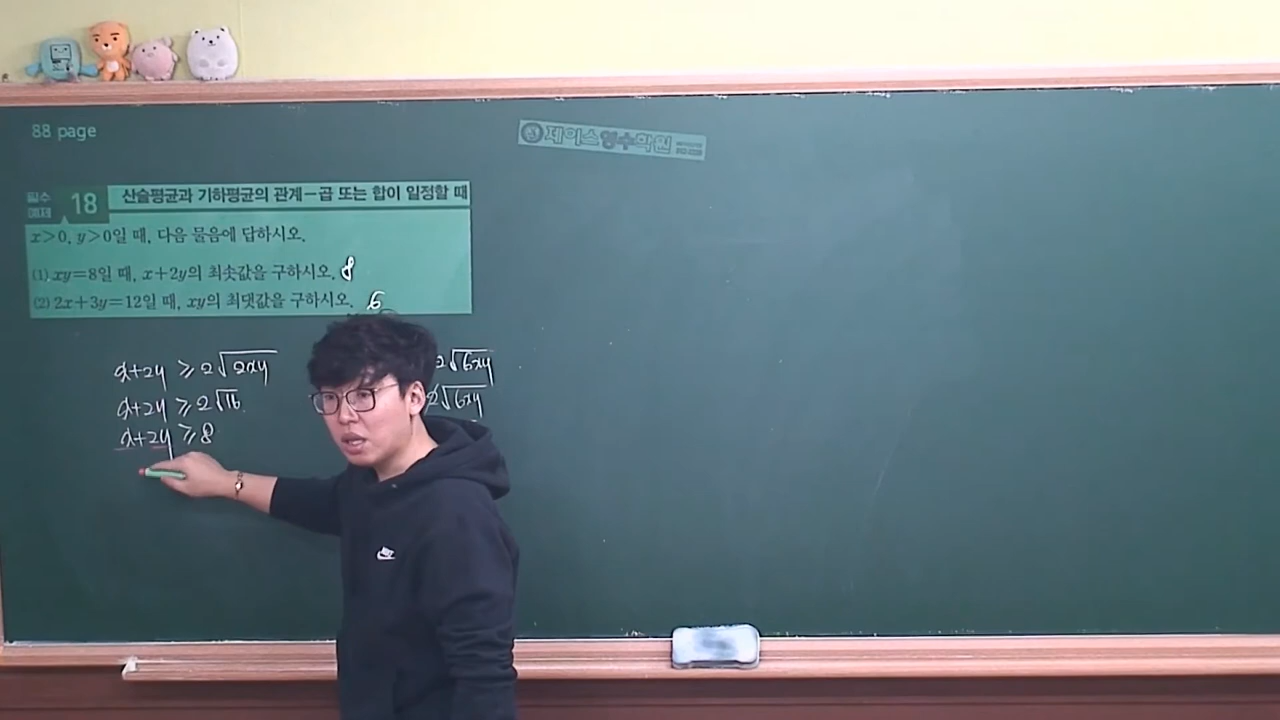 88 page
제이스영수학원
필수 예제 18 산술평균과 기하평균의 관계-곱 또는 합이 일정할 때
x>0, y>0일 때, 다음 물음에 답하시오.
(1) xy=8일 때, x+2y의 최솟값을 구하시오. 8
(2) 2x+3y=12일 때, xy의 최댓값을 구하시오. 6
x+2y ≥ 2√2xy
x+2y ≥ 2√16
x+2y ≥ 8
2√6xy
2√6xy